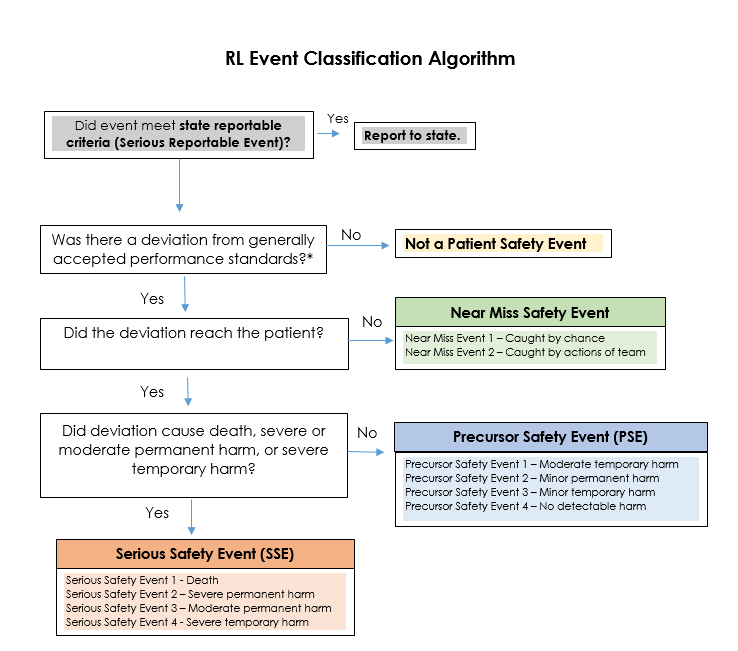 RL Event Classification Algorithm
Did event meet state reportable
criteria (Serious Reportable Event)?
Yes
Report to state.
Was there a deviation from generally
accepted performance standards?*
No
Not a Patient Safety Event
Yes
Did the deviation reach the patient?
No
Near Miss Safety Event
Near Miss Event 1 – Caught by chance
Near Miss Event 2 – Caught by actions of team
Yes
Did deviation cause death, severe or
moderate permanent harm, or severe
temporary harm?
No
Precursor Safety Event (PSE)
Precursor Safety Event 1 – Moderate temporary harm
Precursor Safety Event 2 – Minor permanent harm
Precursor Safety Event 3 – Minor temporary harm
Precursor Safety Event 4 – No detectable harm
Yes
Serious Safety Event (SSE)
Serious Safety Event 1 - Death
Serious Safety Event 2 – Severe permanent harm
Serious Safety Event 3 – Moderate permanent harm
Serious Safety Event 4 - Severe temporary harm